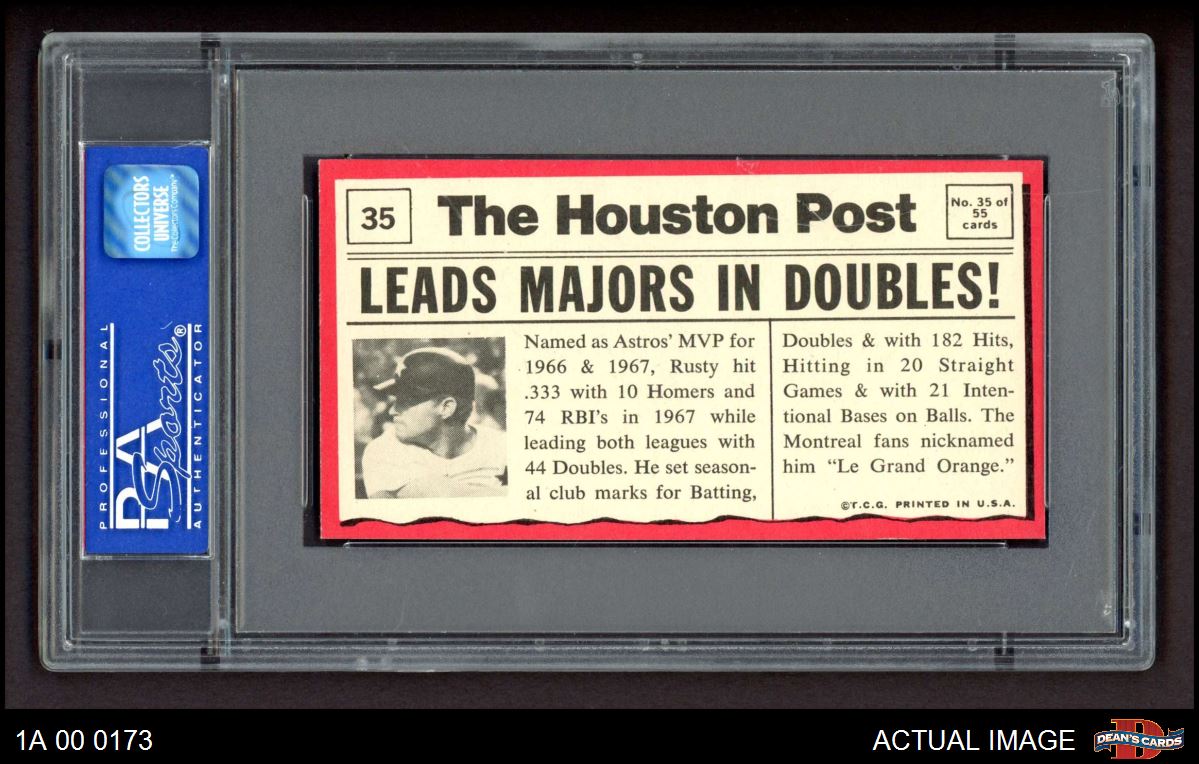 COLLECTORS
UNIVERSE
The Collectors Company™
PROFESSIONAL
PSA
Sports®
AUTHENTICATOR
35
The Houston Post
No. 35 of
55
cards
LEADS MAJORS IN DOUBLES!
Named as Astros' MVP for
1966 & 1967, Rusty hit
.333 with 10 Homers and
74 RBI's in 1967 while
leading both leagues with
44 Doubles. He set season-
al club marks for Batting,
Doubles & with 182 Hits,
Hitting in 20 Straight
Games & with 21 Inten-
tional Bases on Balls. The
Montreal fans nicknamed
him "Le Grand Orange."
©T.C.G. PRINTED IN U.S.A.
1A 00 0173
ACTUAL IMAGE
DEAN'S CARDS